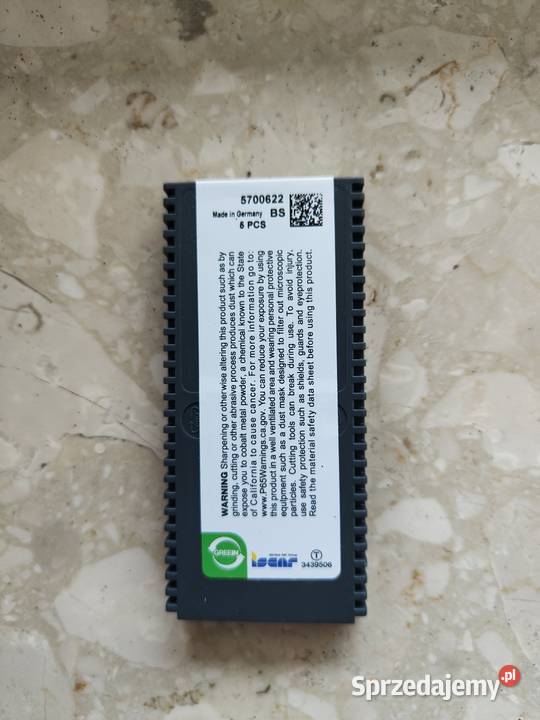 5700622
Made in Germany BS
5 PCS
WARNING Sharpening or otherwise altering this product such as by
grinding, cutting or other abrasive process produces dust which can
expose you to cobalt metal powder, a chemical known to the State
of California to cause cancer. For more information go to:
www.P65Warnings.ca.gov. You can reduce your exposure by using
this product in a well ventilated area and wearing personal protective
equipment such as a dust mask designed to filter out microscopic
particles. Cutting tools can break during use. To avoid injury,
use safety protection such as shields, guards and eyeprotection.
Read the material safety data sheet before using this product.
GREEN
Member IMC Group
iscar
T
3439506
Sprzedajemy.pl